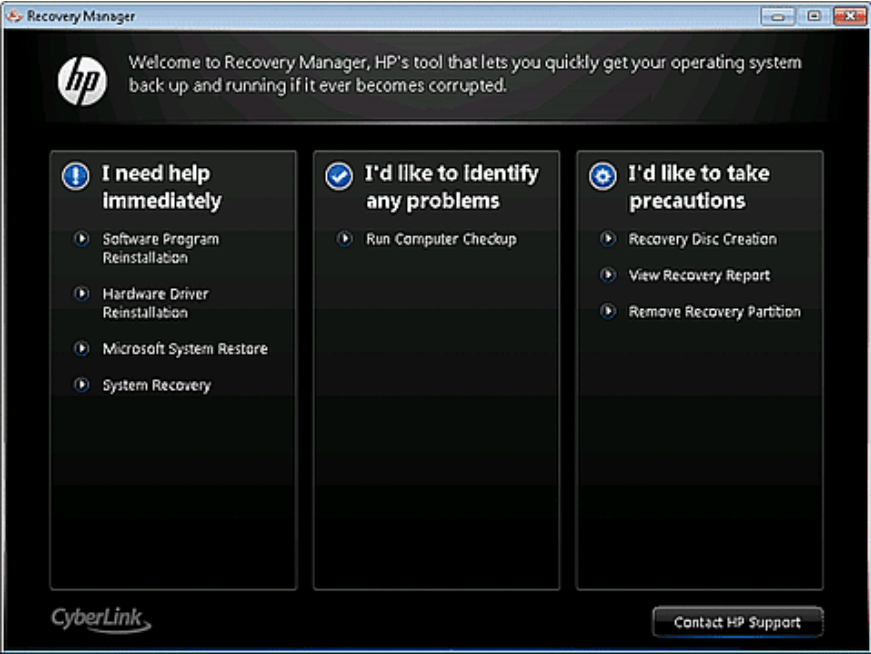 Recovery Manager
hp
Welcome to Recovery Manager, HP's tool that lets you quickly get your operating system
back up and running if it ever becomes corrupted.
I need help
immediately
Software Program
Reinstallation
Hardware Driver
Reinstallation
Microsoft System Restore
System Recovery
I'd like to identify
any problems
Run Computer Checkup
I'd like to take
precautions
Recovery Disc Creation
View Recovery Report
Remove Recovery Partition
CyberLink
Contact HP Support